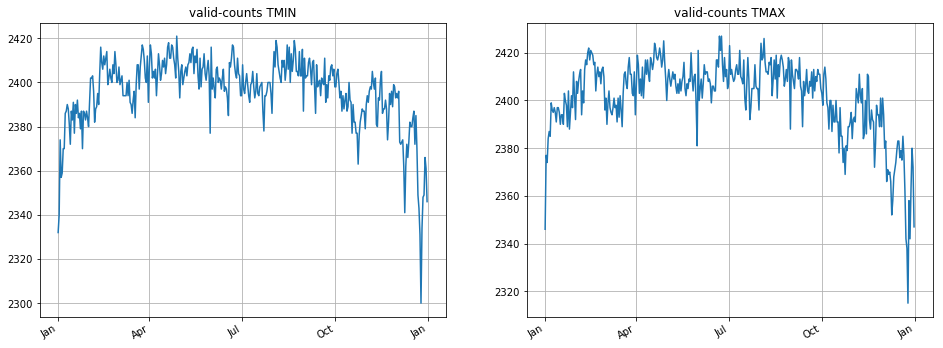 valid-counts TMIN
2420
2400
2380
2360
2340
2320
2300
Jan
Apr
Jul
Oct
Jan
valid-counts TMAX
2420
2400
2380
2360
2340
2320
Jan
Apr
Jul
Oct
Jan